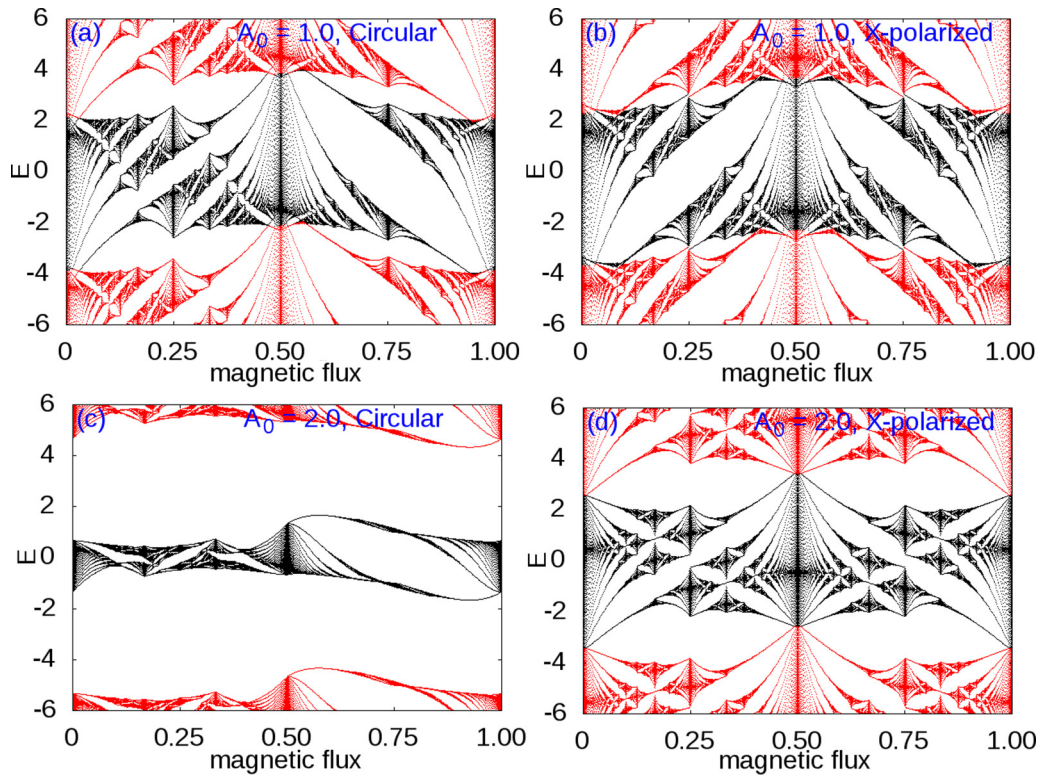 (a) A₀ = 1.0, Circular
6
4
2
0
-2
-4
-6
E
0 0.25 0.50 0.75 1.00
magnetic flux
(b) A₀ = 1.0, X-polarized
6
4
2
0
-2
-4
-6
E
0 0.25 0.50 0.75 1.00
magnetic flux
(c) A₀ = 2.0, Circular
6
4
2
0
-2
-4
-6
E
0 0.25 0.50 0.75 1.00
magnetic flux
(d) A₀ = 2.0, X-polarized
6
4
2
0
-2
-4
-6
E
0 0.25 0.50 0.75 1.00
magnetic flux